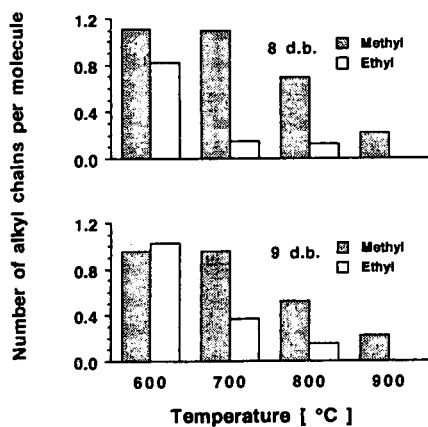 Number of alkyl chains per molecule
1.2
0.8
0.4
0.0
8 d.b.
Methyl
Ethyl
1.2
0.8
0.4
0.0
9 d.b.
Methyl
Ethyl
600 700 800 900
Temperature [ °C ]